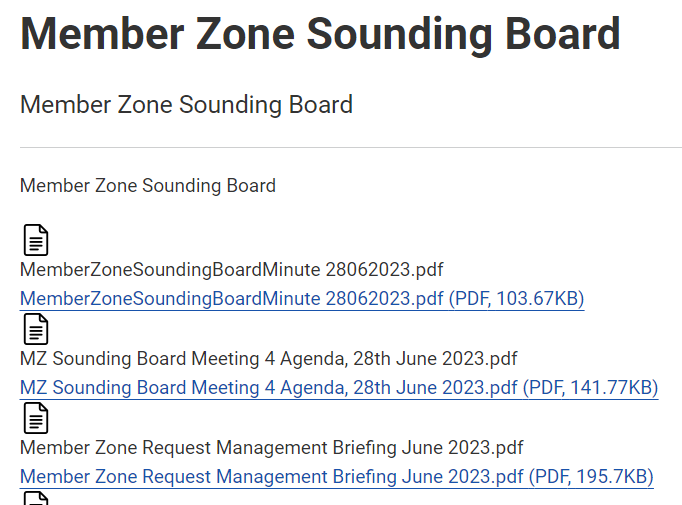 Member Zone Sounding Board
Member Zone Sounding Board
Member Zone Sounding Board
MemberZoneSoundingBoardMinute 28062023.pdf
MemberZoneSoundingBoardMinute 28062023.pdf (PDF, 103.67KB)
MZ Sounding Board Meeting 4 Agenda, 28th June 2023.pdf
MZ Sounding Board Meeting 4 Agenda, 28th June 2023.pdf (PDF, 141.77KB)
Member Zone Request Management Briefing June 2023.pdf
Member Zone Request Management Briefing June 2023.pdf (PDF, 195.7KB)